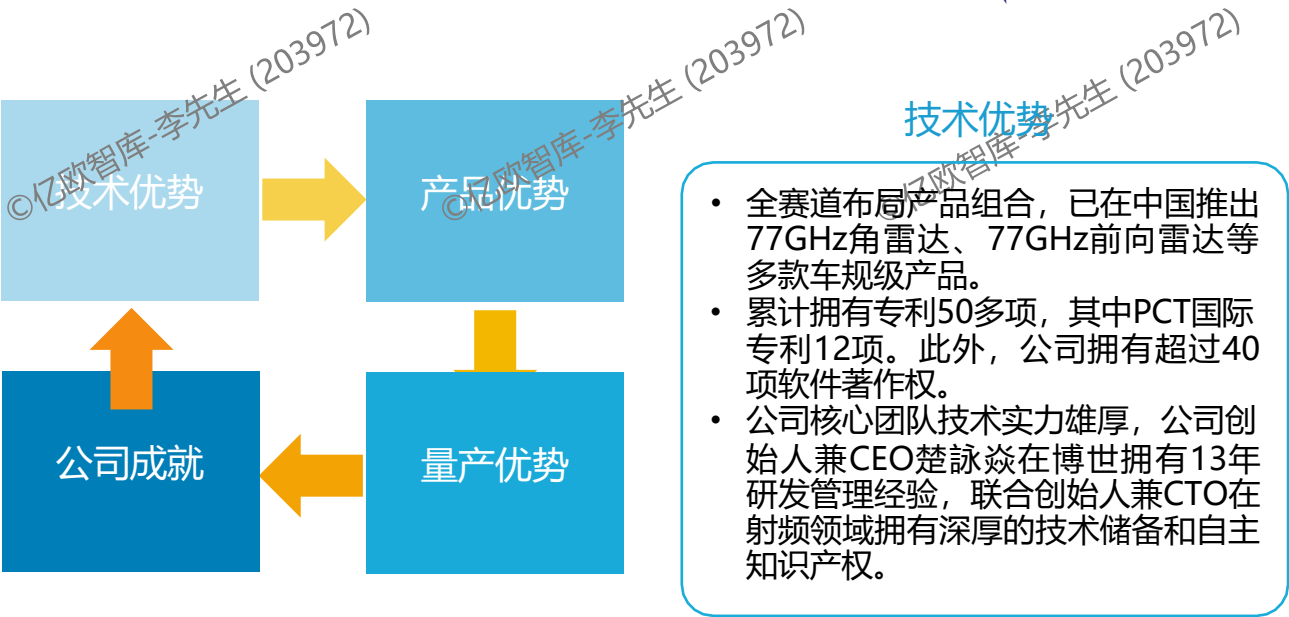 ©亿欧智库-李先生 (203972)
©亿欧智库-李先生 (203972)
©亿欧智库-李先生 (203972)
技术优势
产品优势
公司成就
量产优势
技术优势
• 全赛道布局产品组合，已在中国推出
77GHz角雷达、77GHz前向雷达等
多款车规级产品。
• 累计拥有专利50多项，其中PCT国际
专利12项。此外，公司拥有超过40
项软件著作权。
• 公司核心团队技术实力雄厚，公司创
始人兼CEO楚詠焱在博世拥有13年
研发管理经验，联合创始人兼CTO在
射频领域拥有深厚的技术储备和自主
知识产权。